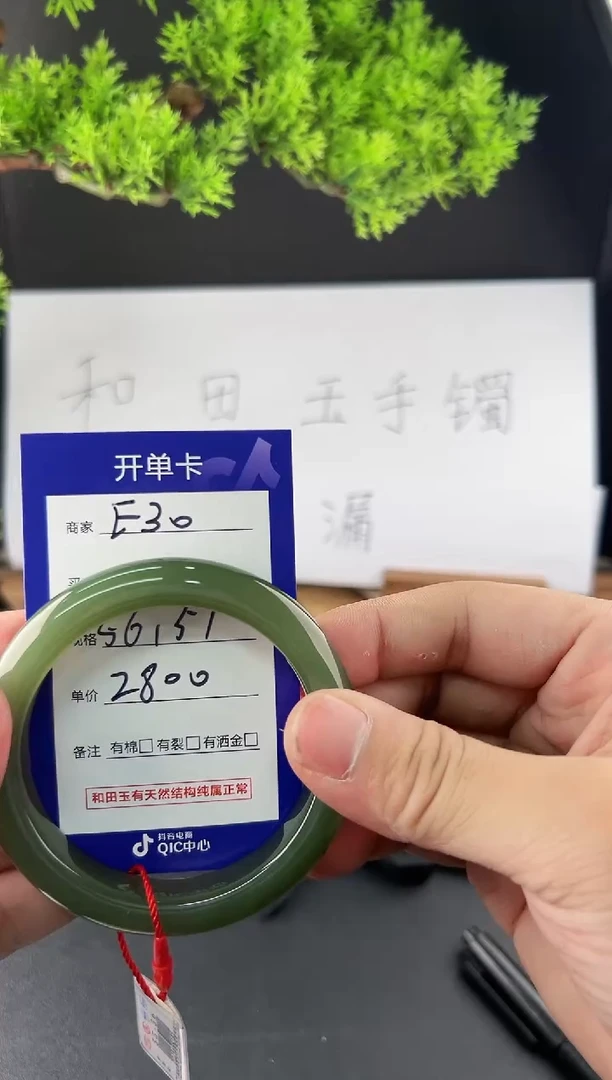 和田玉手镯
漏
开单卡
商家 E30
规格 56,51
单价 2800
备注 有棉□ 有裂□ 有洒金□
和田玉有天然结构纯属正常
抖音电商
QIC中心